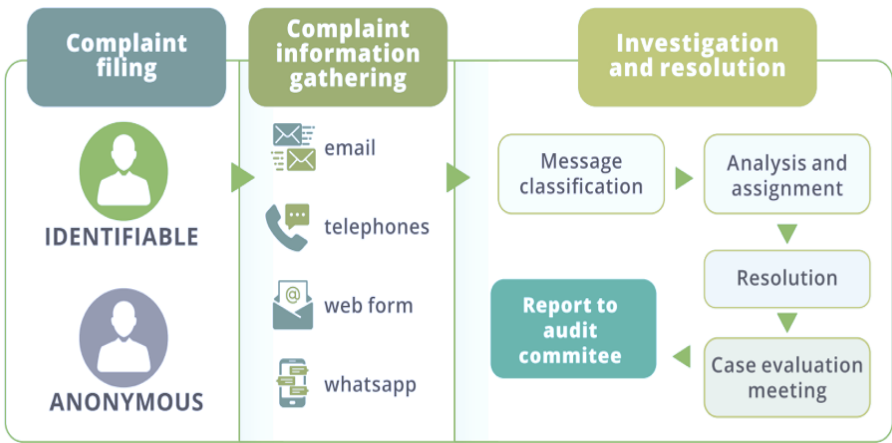 Complaint
filing
Complaint
information
gathering
Investigation
and resolution
IDENTIFIABLE
ANONYMOUS
email
telephones
@
web form
whatsapp
Message
classification
Analysis and
assignment
Resolution
Case evaluation
meeting
Report to
audit
commitee